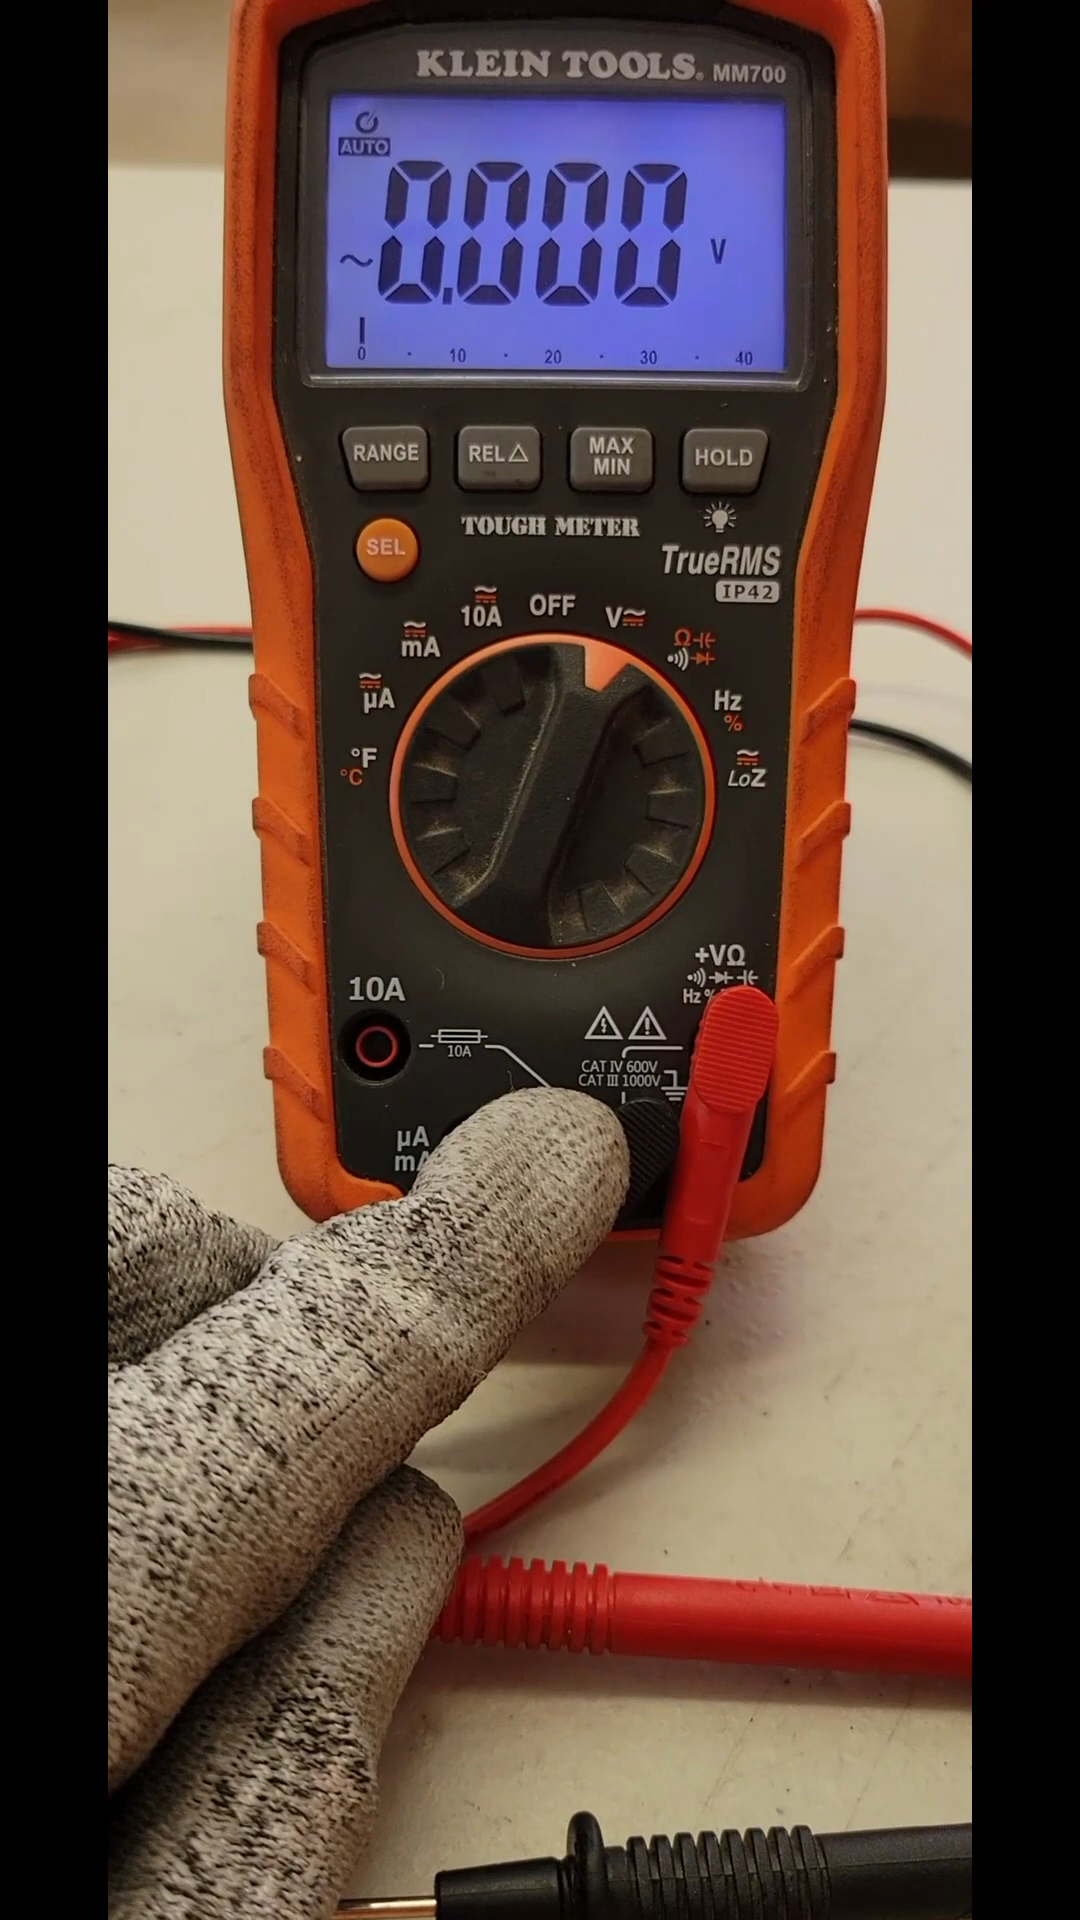 KLEIN TOOLS® MM700
AUTO
~ 0.000 V
0 10 20 30 40
RANGE
REL△
MAX
MIN
HOLD
TOUGH METER
SEL
TrueRMS
IP42
OFF
10A
V
mA
Ω
µA
Hz
%
°F
°C
LoZ
+VΩ
Hz %
10A
10A
CAT IV 600V
CAT III 1000V
µA